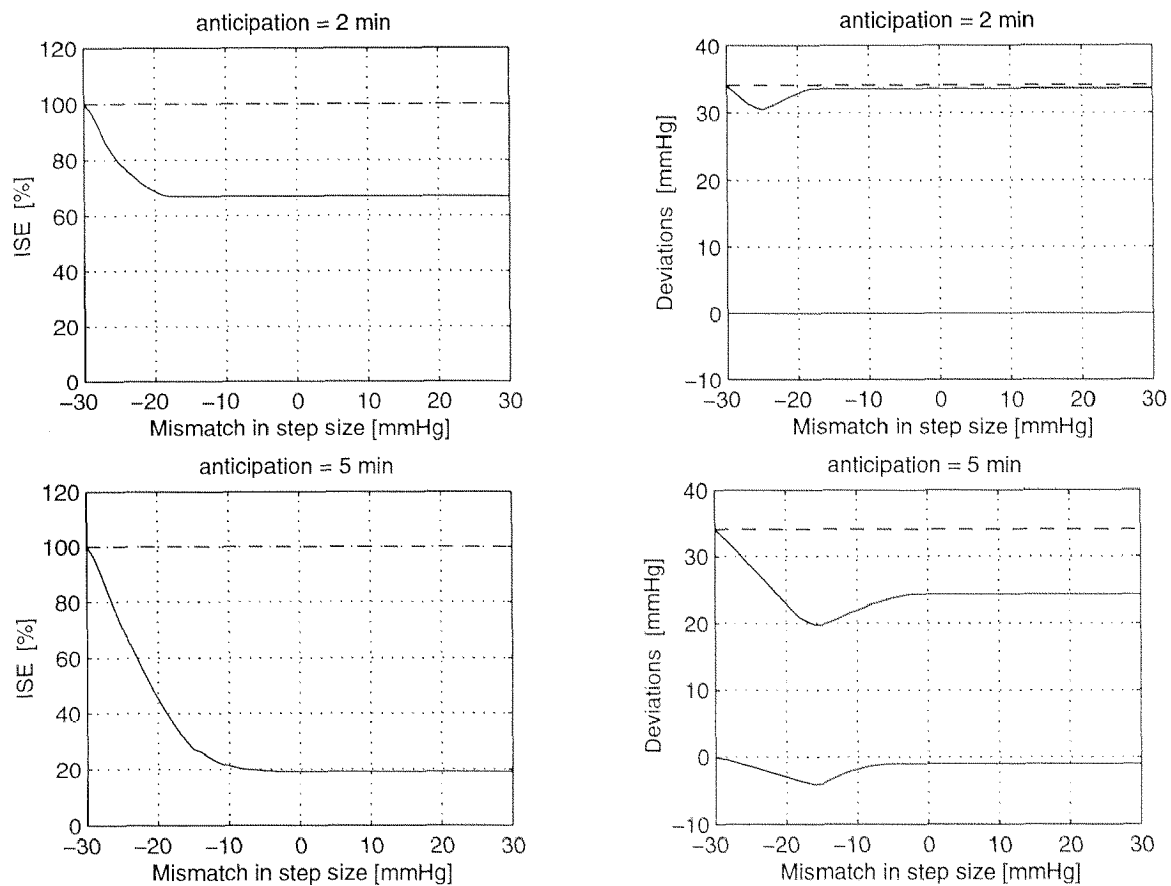 anticipation = 2 min
120
100
80
60
40
20
0
ISE [%]
−30 −20 −10 0 10 20 30
Mismatch in step size [mmHg]
anticipation = 2 min
40
30
20
10
0
−10
Deviations [mmHg]
−30 −20 −10 0 10 20 30
Mismatch in step size [mmHg]
anticipation = 5 min
120
100
80
60
40
20
0
ISE [%]
−30 −20 −10 0 10 20 30
Mismatch in step size [mmHg]
anticipation = 5 min
40
30
20
10
0
−10
Deviations [mmHg]
−30 −20 −10 0 10 20 30
Mismatch in step size [mmHg]